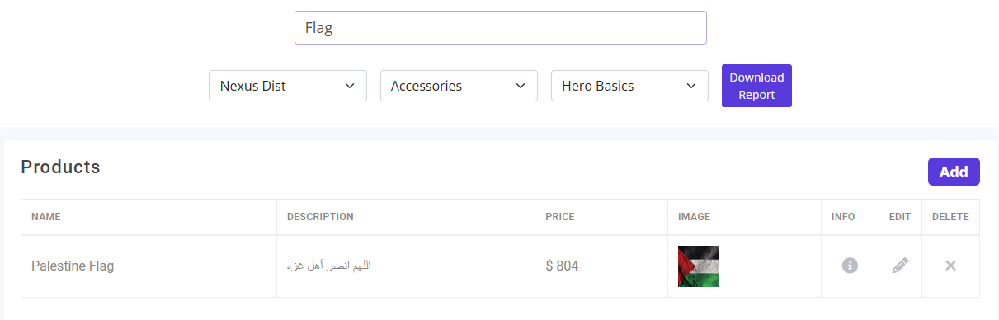 Flag
Nexus Dist Accessories Hero Basics Download
Report
Products
Add
NAME DESCRIPTION PRICE IMAGE INFO EDIT DELETE
Palestine Flag اللهم انصر أهل غزه $ 804